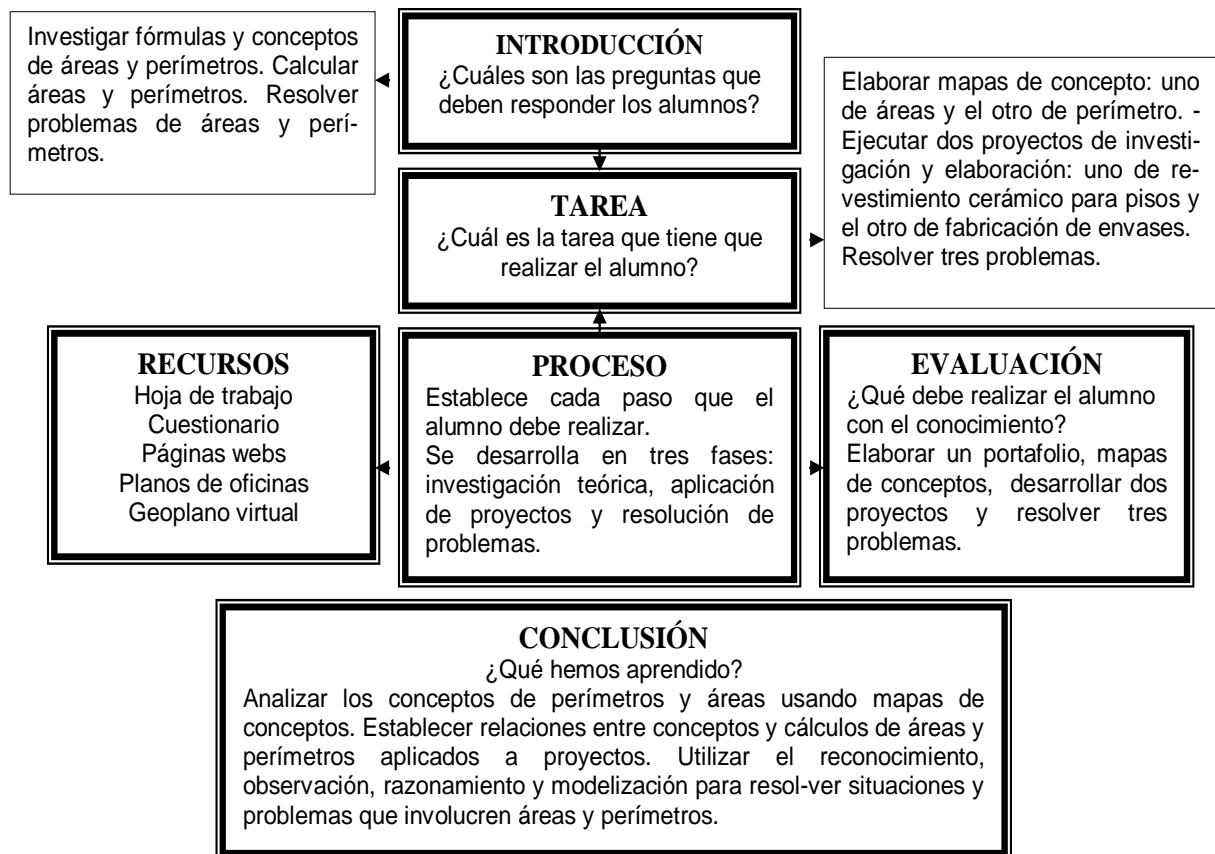 Investigar fórmulas y conceptos
de áreas y perímetros. Calcular
áreas y perímetros. Resolver
problemas de áreas y perí-
metros.
INTRODUCCIÓN
¿Cuáles son las preguntas que
deben responder los alumnos?
Elaborar mapas de concepto: uno
de áreas y el otro de perímetro. -
Ejecutar dos proyectos de investi-
gación y elaboración: uno de re-
vestimiento cerámico para pisos y
el otro de fabricación de envases.
Resolver tres problemas.
TAREA
¿Cuál es la tarea que tiene que
realizar el alumno?
RECURSOS
Hoja de trabajo
Cuestionario
Páginas webs
Planos de oficinas
Geoplano virtual
PROCESO
Establece cada paso que el
alumno debe realizar.
Se desarrolla en tres fases:
investigación teórica, aplicación
de proyectos y resolución de
problemas.
EVALUACIÓN
¿Qué debe realizar el alumno
con el conocimiento?
Elaborar un portafolio, mapas
de conceptos, desarrollar dos
proyectos y resolver tres
problemas.
CONCLUSIÓN
¿Qué hemos aprendido?
Analizar los conceptos de perímetros y áreas usando mapas de
conceptos. Establecer relaciones entre conceptos y cálculos de áreas y
perímetros aplicados a proyectos. Utilizar el reconocimiento,
observación, razonamiento y modelización para resol-ver situaciones y
problemas que involucren áreas y perímetros.